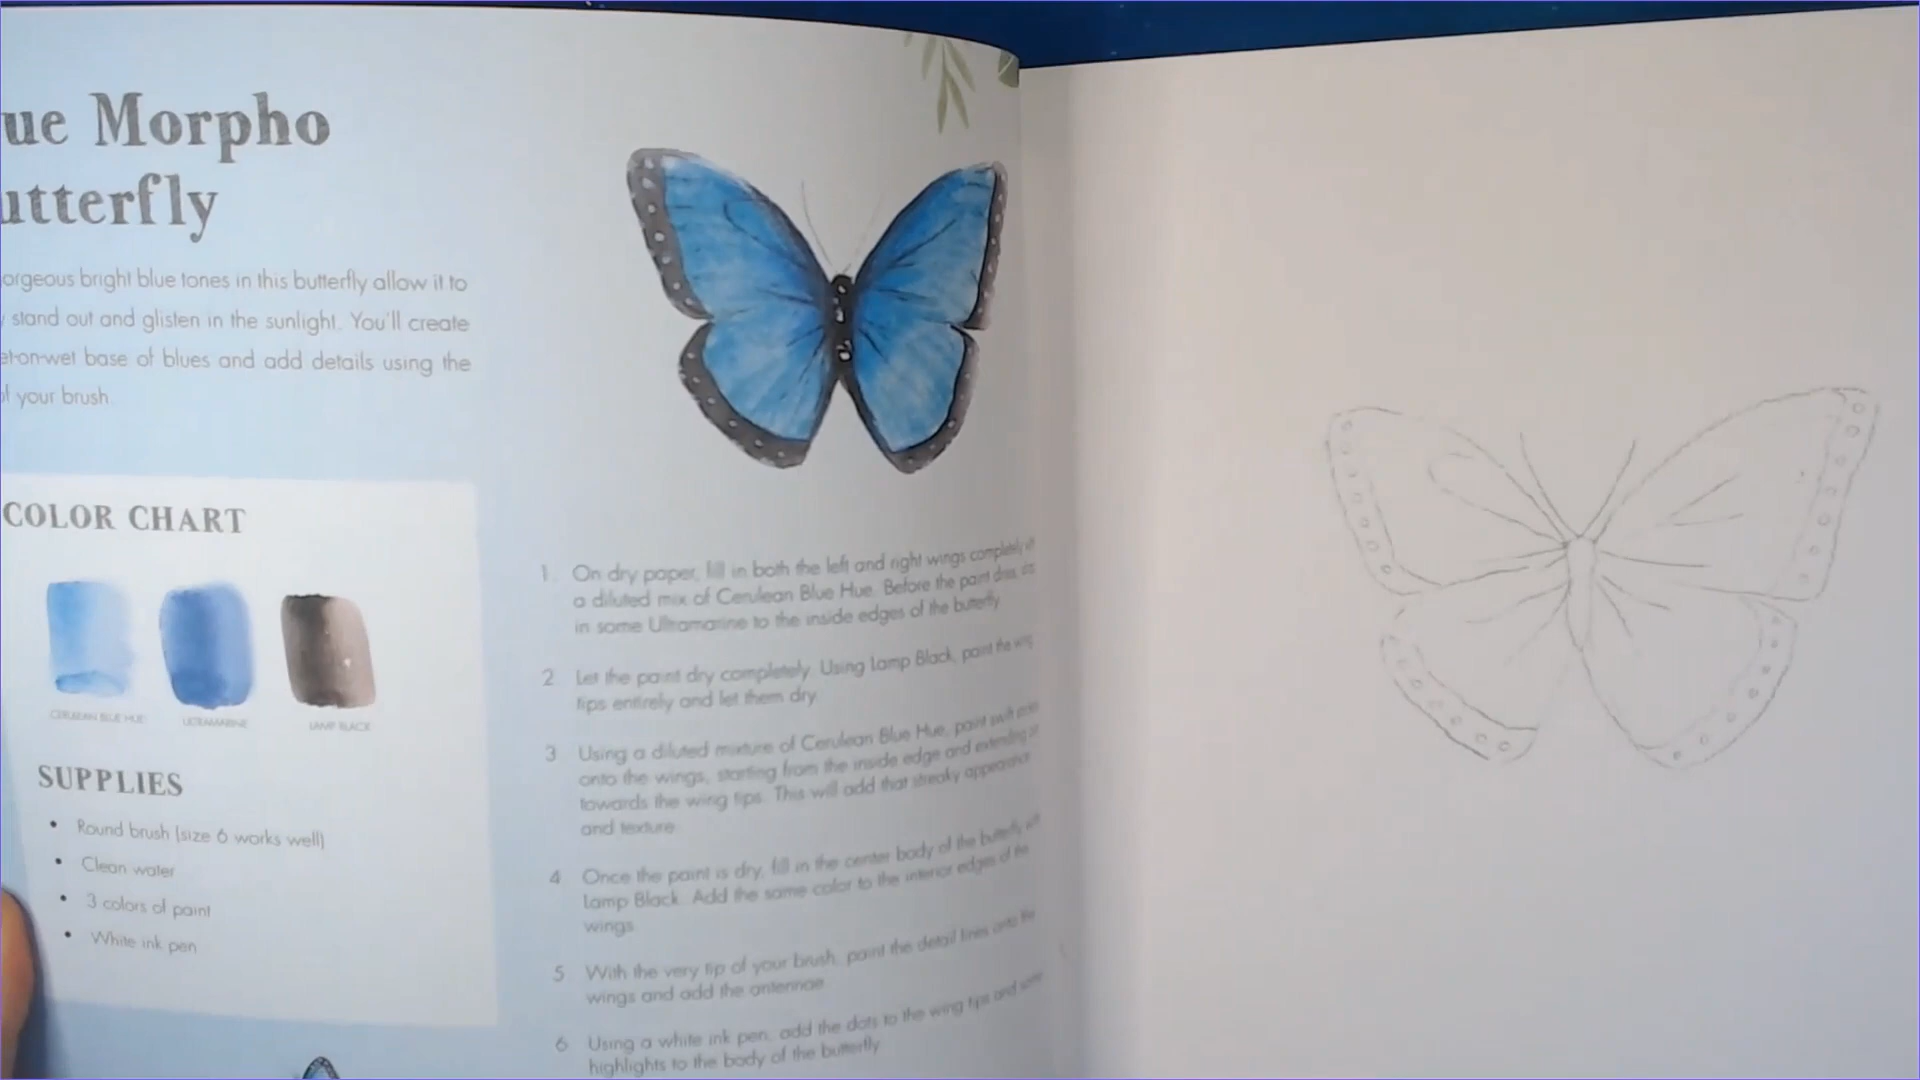 ue Morpho
utterfly
orgeous bright blue tones in this butterfly allow it to
stand out and glisten in the sunlight. You'll create
et-on-wet base of blues and add details using the
of your brush.
COLOR CHART
CERULEAN BLUE HUE ULTRAMARINE LAMP BLACK
SUPPLIES
• Round brush (size 6 works well)
• Clean water
• 3 colors of paint
• White ink pen
1. On dry paper, fill in both the left and right wings completely
a diluted mix of Cerulean Blue Hue. Before the paint dries,
in some Ultramarine to the inside edges of the butterfly.
2 Let the paint dry completely. Using Lamp Black, paint the wing
tips entirely and let them dry.
3 Using a diluted mixture of Cerulean Blue Hue, paint swift
onto the wings, starting from the inside edge and extending
towards the wing tips. This will add that streaky appearance
and texture.
4 Once the paint is dry, fill in the center body of the butterfly
Lamp Black. Add the same color to the interior edges of the
wings.
5 With the very tip of your brush, paint the detail lines onto the
wings and add the antennae.
6 Using a white ink pen, add the dots to the wing tips and some
highlights to the body of the butterfly.